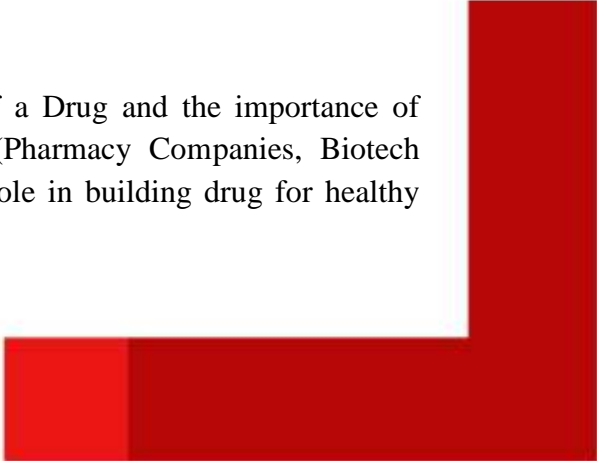 a Drug and the importance of
(Pharmacy Companies, Biotech
ole in building drug for healthy